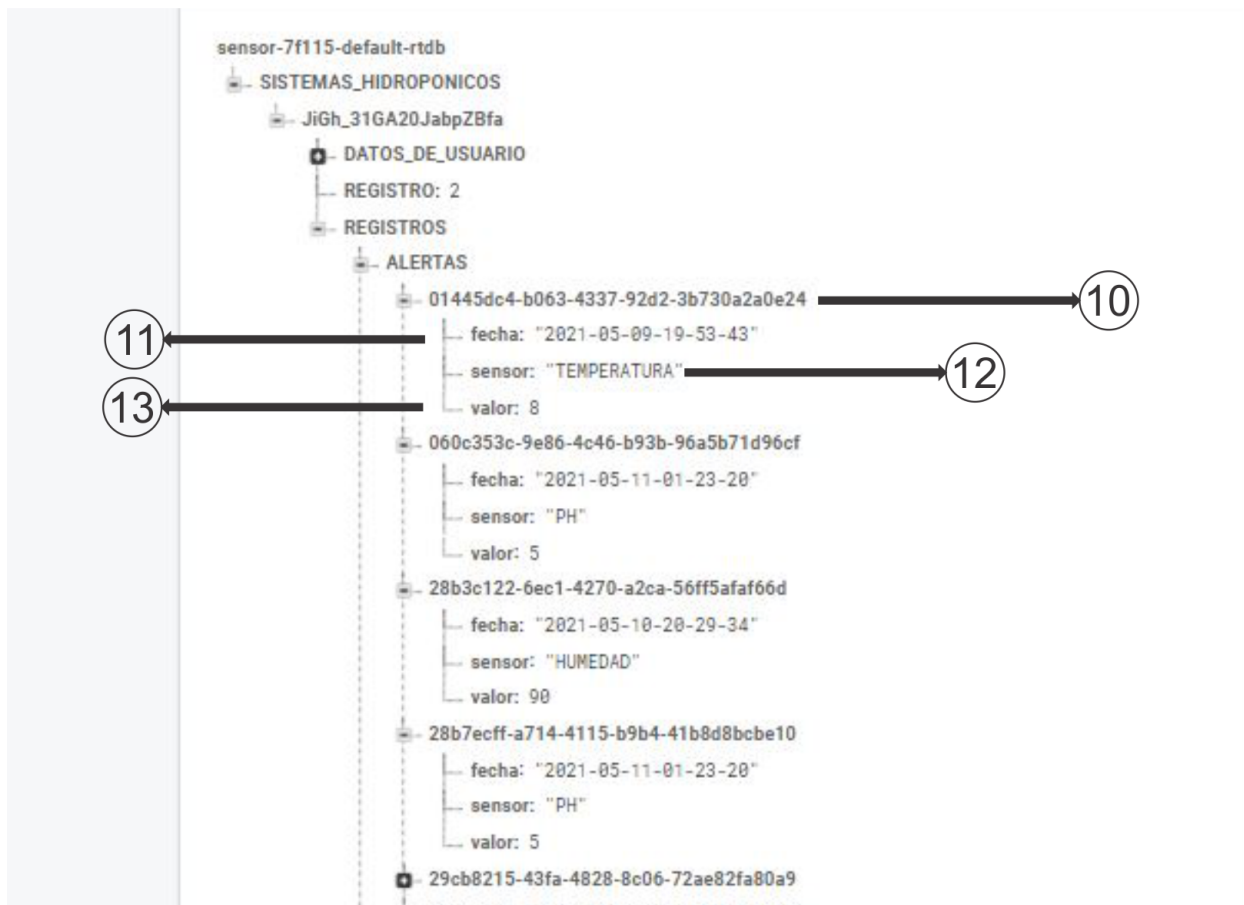 sensor-7f115-default-rtdb
SISTEMAS_HIDROPONICOS
JiGh_31GA20JabpZBfa
DATOS_DE_USUARIO
REGISTRO: 2
REGISTROS
ALERTAS
01445dc4-b063-4337-92d2-3b730a2a0e24
10
11
fecha: "2021-05-09-19-53-43"
sensor: "TEMPERATURA"
12
13
valor: 8
060c353c-9e86-4c46-b93b-96a5b71d96cf
fecha: "2021-05-11-01-23-20"
sensor: "PH"
valor: 5
28b3c122-6ec1-4270-a2ca-56ff5afaf66d
fecha: "2021-05-10-20-29-34"
sensor: "HUMEDAD"
valor: 90
28b7ecff-a714-4115-b9b4-41b8d8bcbe10
fecha: "2021-05-11-01-23-20"
sensor: "PH"
valor: 5
29cb8215-43fa-4828-8c06-72ae82fa80a9